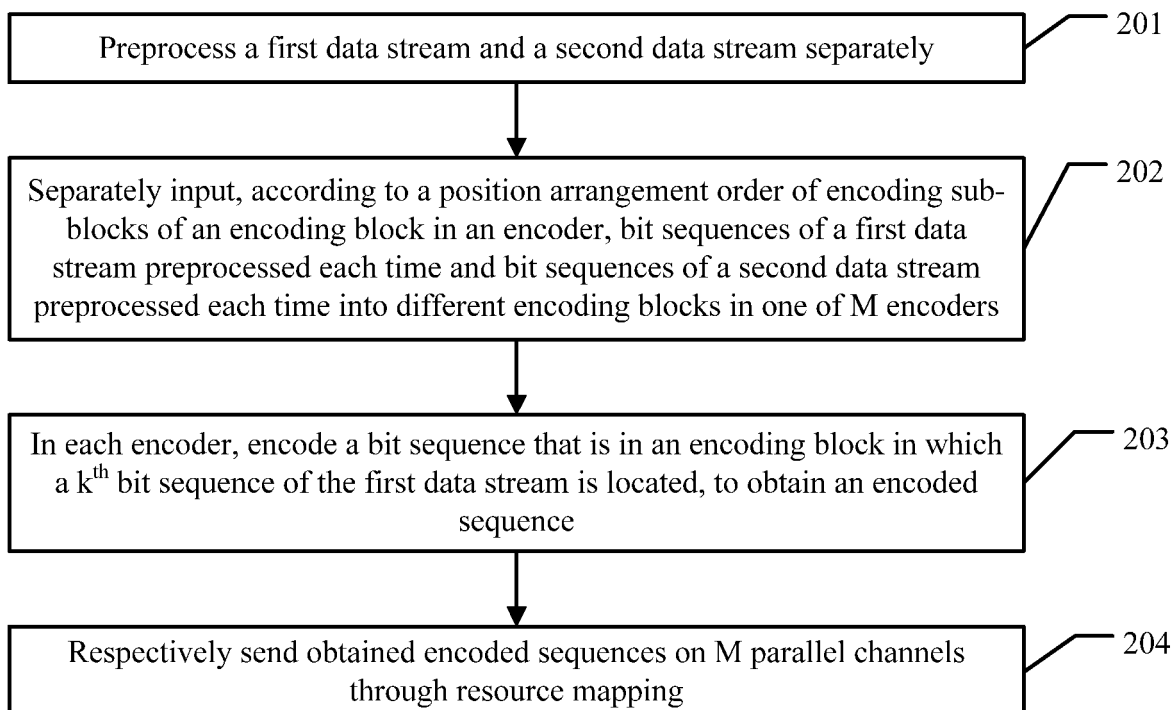 Preprocess a first data stream and a second data stream separately
201
Separately input, according to a position arrangement order of encoding sub-
blocks of an encoding block in an encoder, bit sequences of a first data
stream preprocessed each time and bit sequences of a second data stream
preprocessed each time into different encoding blocks in one of M encoders
202
In each encoder, encode a bit sequence that is in an encoding block in which
a kth bit sequence of the first data stream is located, to obtain an encoded
sequence
203
Respectively send obtained encoded sequences on M parallel channels
through resource mapping
204